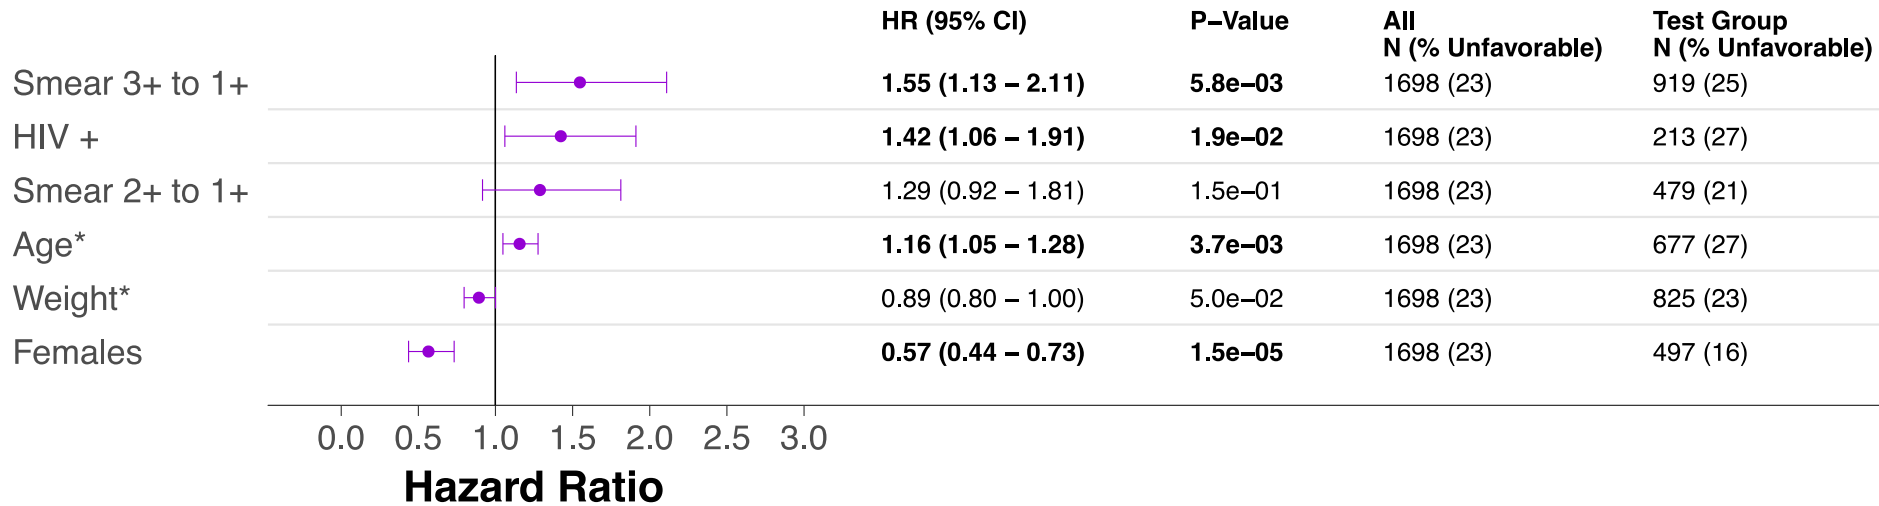 HR (95% CI) P–Value All Test Group
N (% Unfavorable) N (% Unfavorable)
Smear 3+ to 1+ 1.55 (1.13 – 2.11) 5.8e–03 1698 (23) 919 (25)
HIV + 1.42 (1.06 – 1.91) 1.9e–02 1698 (23) 213 (27)
Smear 2+ to 1+ 1.29 (0.92 – 1.81) 1.5e–01 1698 (23) 479 (21)
Age* 1.16 (1.05 – 1.28) 3.7e–03 1698 (23) 677 (27)
Weight* 0.89 (0.80 – 1.00) 5.0e–02 1698 (23) 825 (23)
Females 0.57 (0.44 – 0.73) 1.5e–05 1698 (23) 497 (16)
0.0 0.5 1.0 1.5 2.0 2.5 3.0
Hazard Ratio